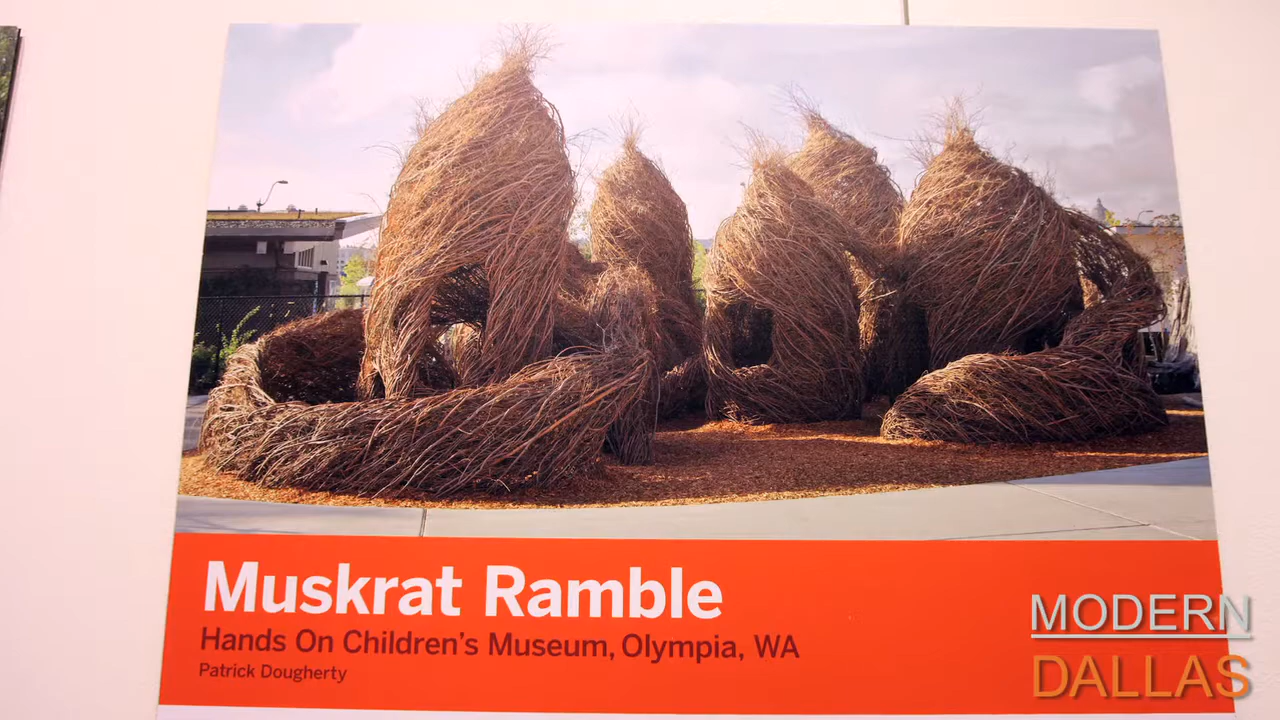 Muskrat Ramble
Hands On Children's Museum, Olympia, WA
Patrick Dougherty
MODERN
DALLAS